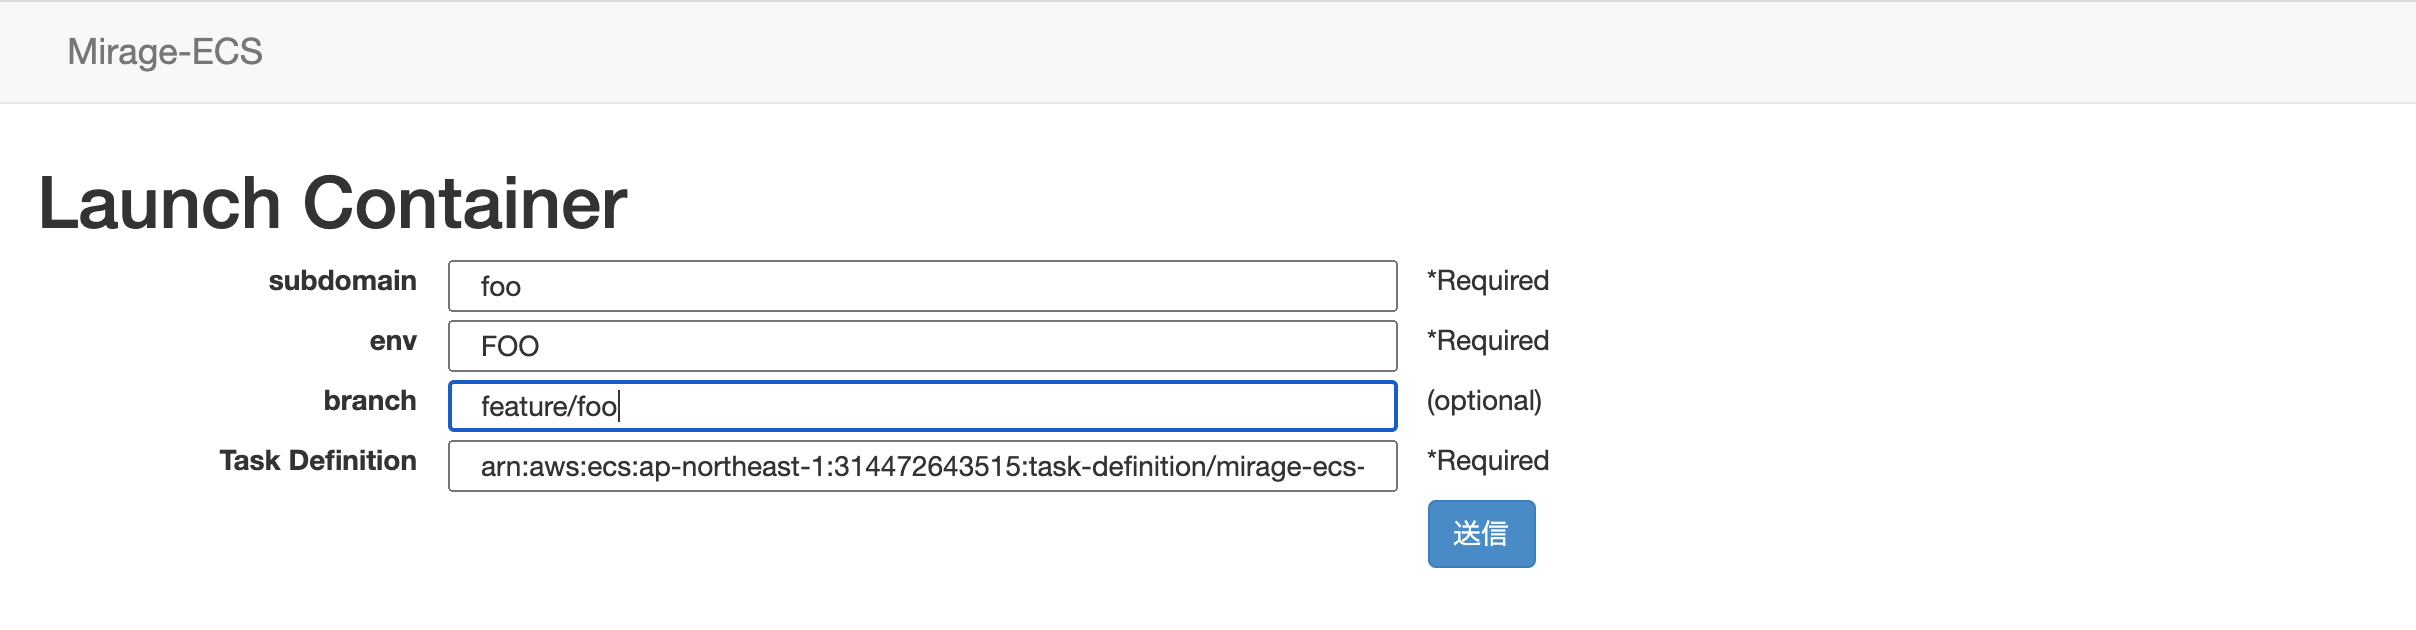 Mirage-ECS
Launch Container
subdomain foo *Required
env FOO *Required
branch feature/foo (optional)
Task Definition arn:aws:ecs:ap-northeast-1:314472643515:task-definition/mirage-ecs- *Required
送信